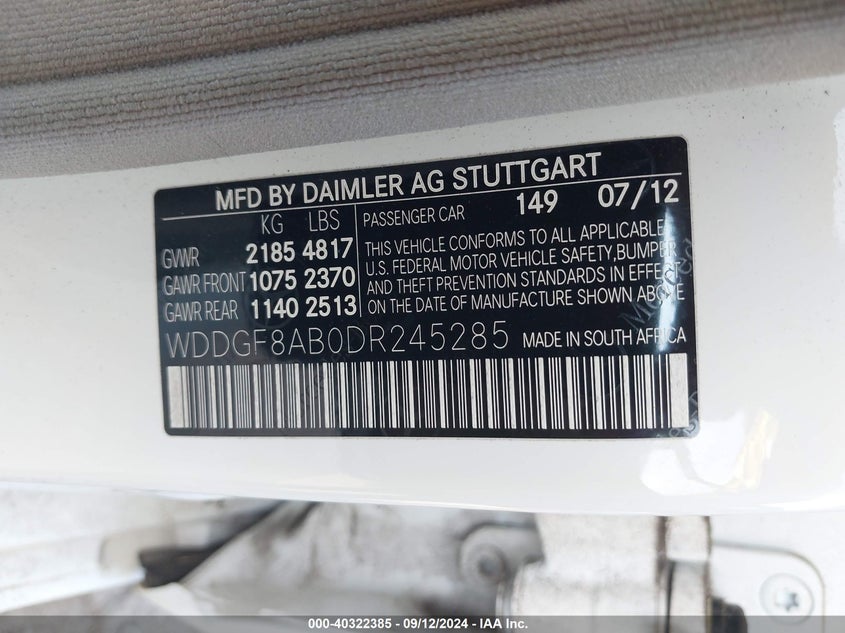 MFD BY DAIMLER AG STUTTGART
KG LBS
GVWR 2185 4817
GAWR FRONT 1075 2370
GAWR REAR 1140 2513
PASSENGER CAR 149 07/12
THIS VEHICLE CONFORMS TO ALL APPLICABLE
U.S. FEDERAL MOTOR VEHICLE SAFETY,BUMPER
AND THEFT PREVENTION STANDARDS IN EFFECT
ON THE DATE OF MANUFACTURE SHOWN ABOVE
WDDGF8AB0DR245285 MADE IN SOUTH AFRICA
000-40322385 - 09/12/2024 - IAA Inc.